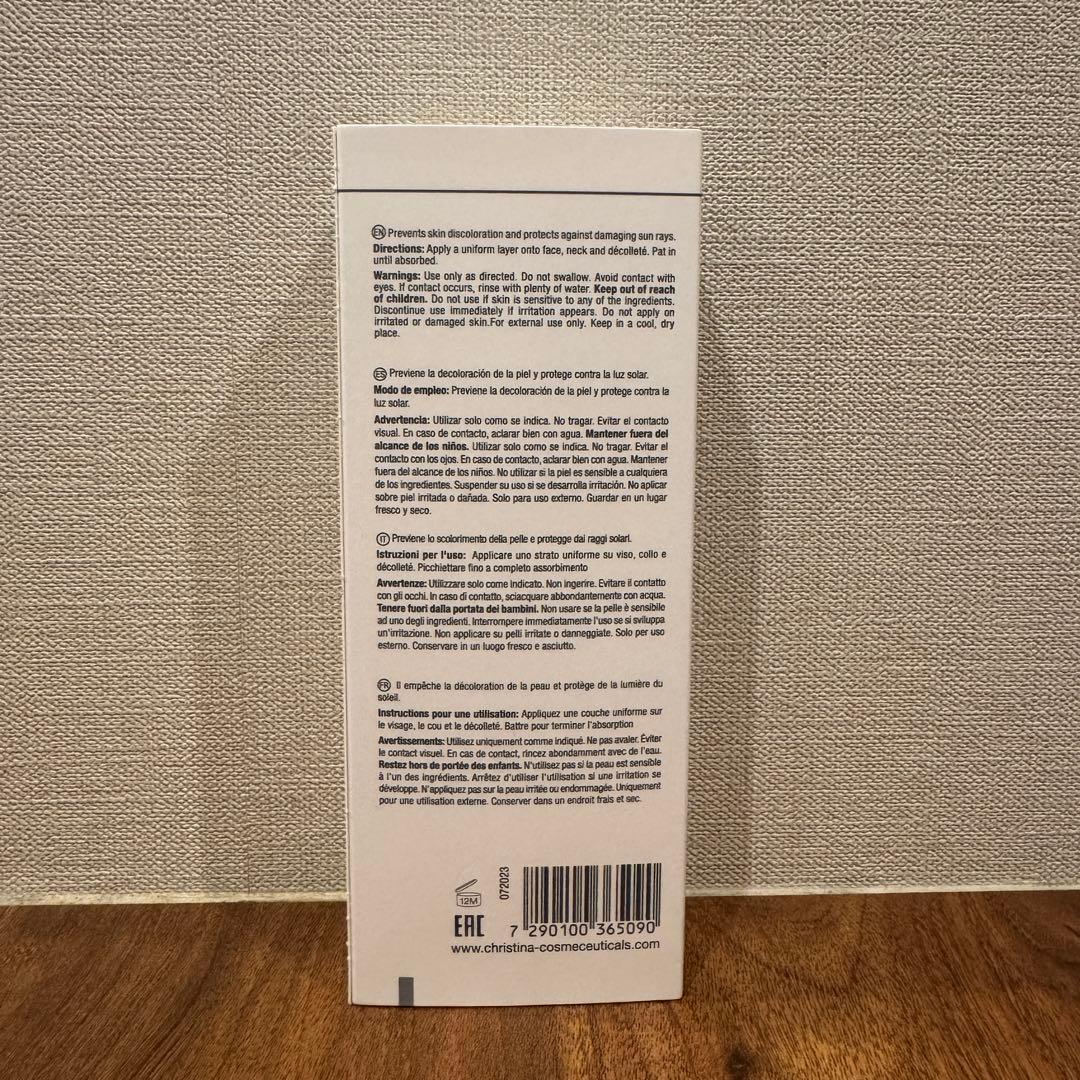 EN Prevents skin discoloration and protects against damaging sun rays.
Directions: Apply a uniform layer onto face, neck and décolleté. Pat in
until absorbed.
Warnings: Use only as directed. Do not swallow. Avoid contact with
eyes. If contact occurs, rinse with plenty of water. Keep out of reach
of children. Do not use if skin is sensitive to any of the ingredients.
Discontinue use immediately if irritation appears. Do not apply on
irritated or damaged skin.For external use only. Keep in a cool, dry
place.
ES Previene la decoloración de la piel y protege contra la luz solar.
Modo de empleo: Previene la decoloración de la piel y protege contra la
luz solar.
Advertencia: Utilizar solo como se indica. No tragar. Evitar el contacto
visual. En caso de contacto, aclarar bien con agua. Mantener fuera del
alcance de los niños. Utilizar solo como se indica. No tragar. Evitar el
contacto con los ojos. En caso de contacto, aclarar bien con agua. Mantener
fuera del alcance de los niños. No utilizar si la piel es sensible a cualquiera
de los ingredientes. Suspender su uso si se desarrolla irritación. No aplicar
sobre piel irritada o dañada. Solo para uso externo. Guardar en un lugar
fresco y seco.
IT Previene lo scolorimento della pelle e protegge dai raggi solari.
Istruzioni per l'uso: Applicare uno strato uniforme su viso, collo e
décolleté. Picchiettare fino a completo assorbimento
Avvertenze: Utilizzare solo come indicato. Non ingerire. Evitare il contatto
con gli occhi. In caso di contatto, sciacquare abbondantemente con acqua.
Tenere fuori dalla portata dei bambini. Non usare se la pelle è sensibile
ad uno degli ingredienti. Interrompere immediatamente l'uso se si sviluppa
un'irritazione. Non applicare su pelli irritate o danneggiate. Solo per uso
esterno. Conservare in un luogo fresco e asciutto.
FR Il empêche la décoloration de la peau et protège de la lumière du
soleil.
Instructions pour une utilisation: Appliquez une couche uniforme sur
le visage, le cou et le décolleté. Battre pour terminer l'absorption
Avertissements: Utilisez uniquement comme indiqué. Ne pas avaler. Éviter
le contact visuel. En cas de contact, rincez abondamment avec de l'eau.
Restez hors de portée des enfants. N'utilisez pas si la peau est sensible
à l'un des ingrédients. Arrêtez d'utiliser l'utilisation si une irritation se
développe. N'appliquez pas sur la peau irritée ou endommagée. Uniquement
pour une utilisation externe. Conserver dans un endroit frais et sec.
12M
072023
EAC
7 290100 365090
www.christina-cosmeceuticals.com